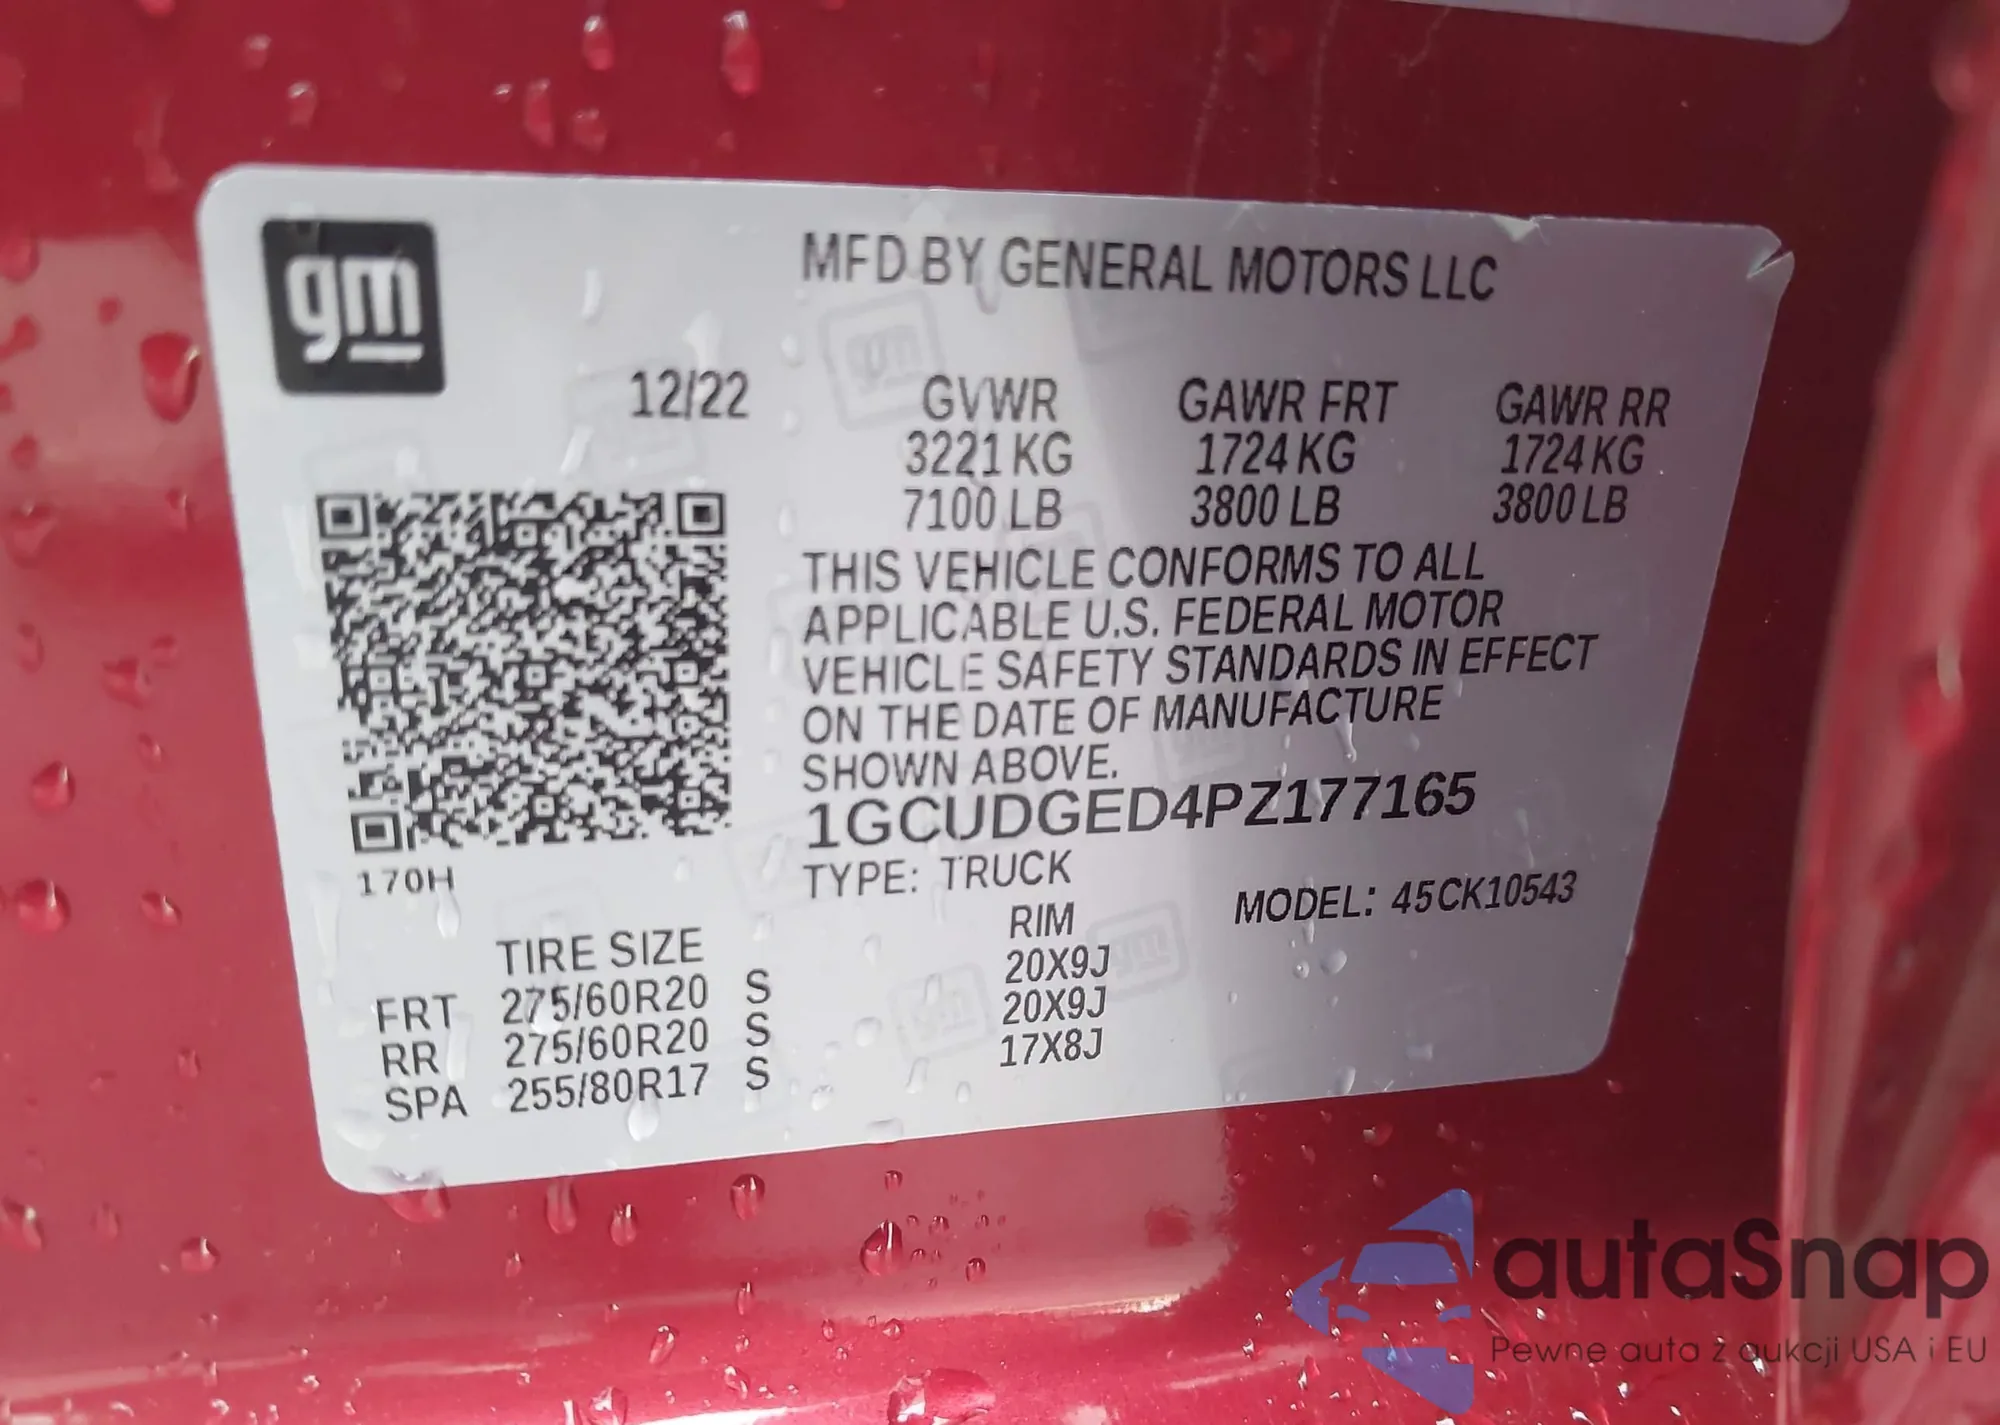 gm
MFD BY GENERAL MOTORS LLC
12/22
GVWR GAWR FRT GAWR RR
3221 KG 1724 KG 1724 KG
7100 LB 3800 LB 3800 LB
THIS VEHICLE CONFORMS TO ALL
APPLICABLE U.S. FEDERAL MOTOR
VEHICLE SAFETY STANDARDS IN EFFECT
ON THE DATE OF MANUFACTURE
SHOWN ABOVE.
1GCUDGED4PZ177165
170H
TYPE: TRUCK MODEL: 45CK10543
TIRE SIZE RIM
FRT 275/60R20 S 20X9J
RR 275/60R20 S 20X9J
SPA 255/80R17 S 17X8J
autaSnap
Pewne auta z aukcji USA i EU